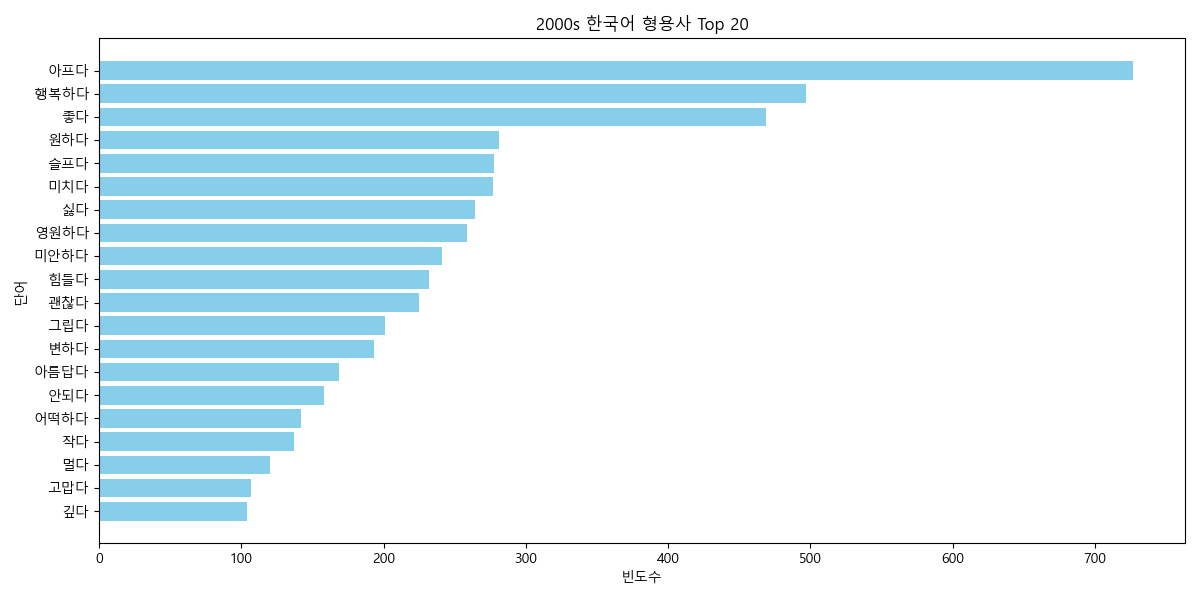 2000s 한국어 형용사 Top 20
아프다
행복하다
좋다
원하다
슬프다
미치다
싫다
영원하다
미안하다
힘들다
괜찮다
그립다
변하다
아름답다
안되다
어떡하다
작다
멀다
고맙다
깊다
단어
0 100 200 300 400 500 600 700
빈도수